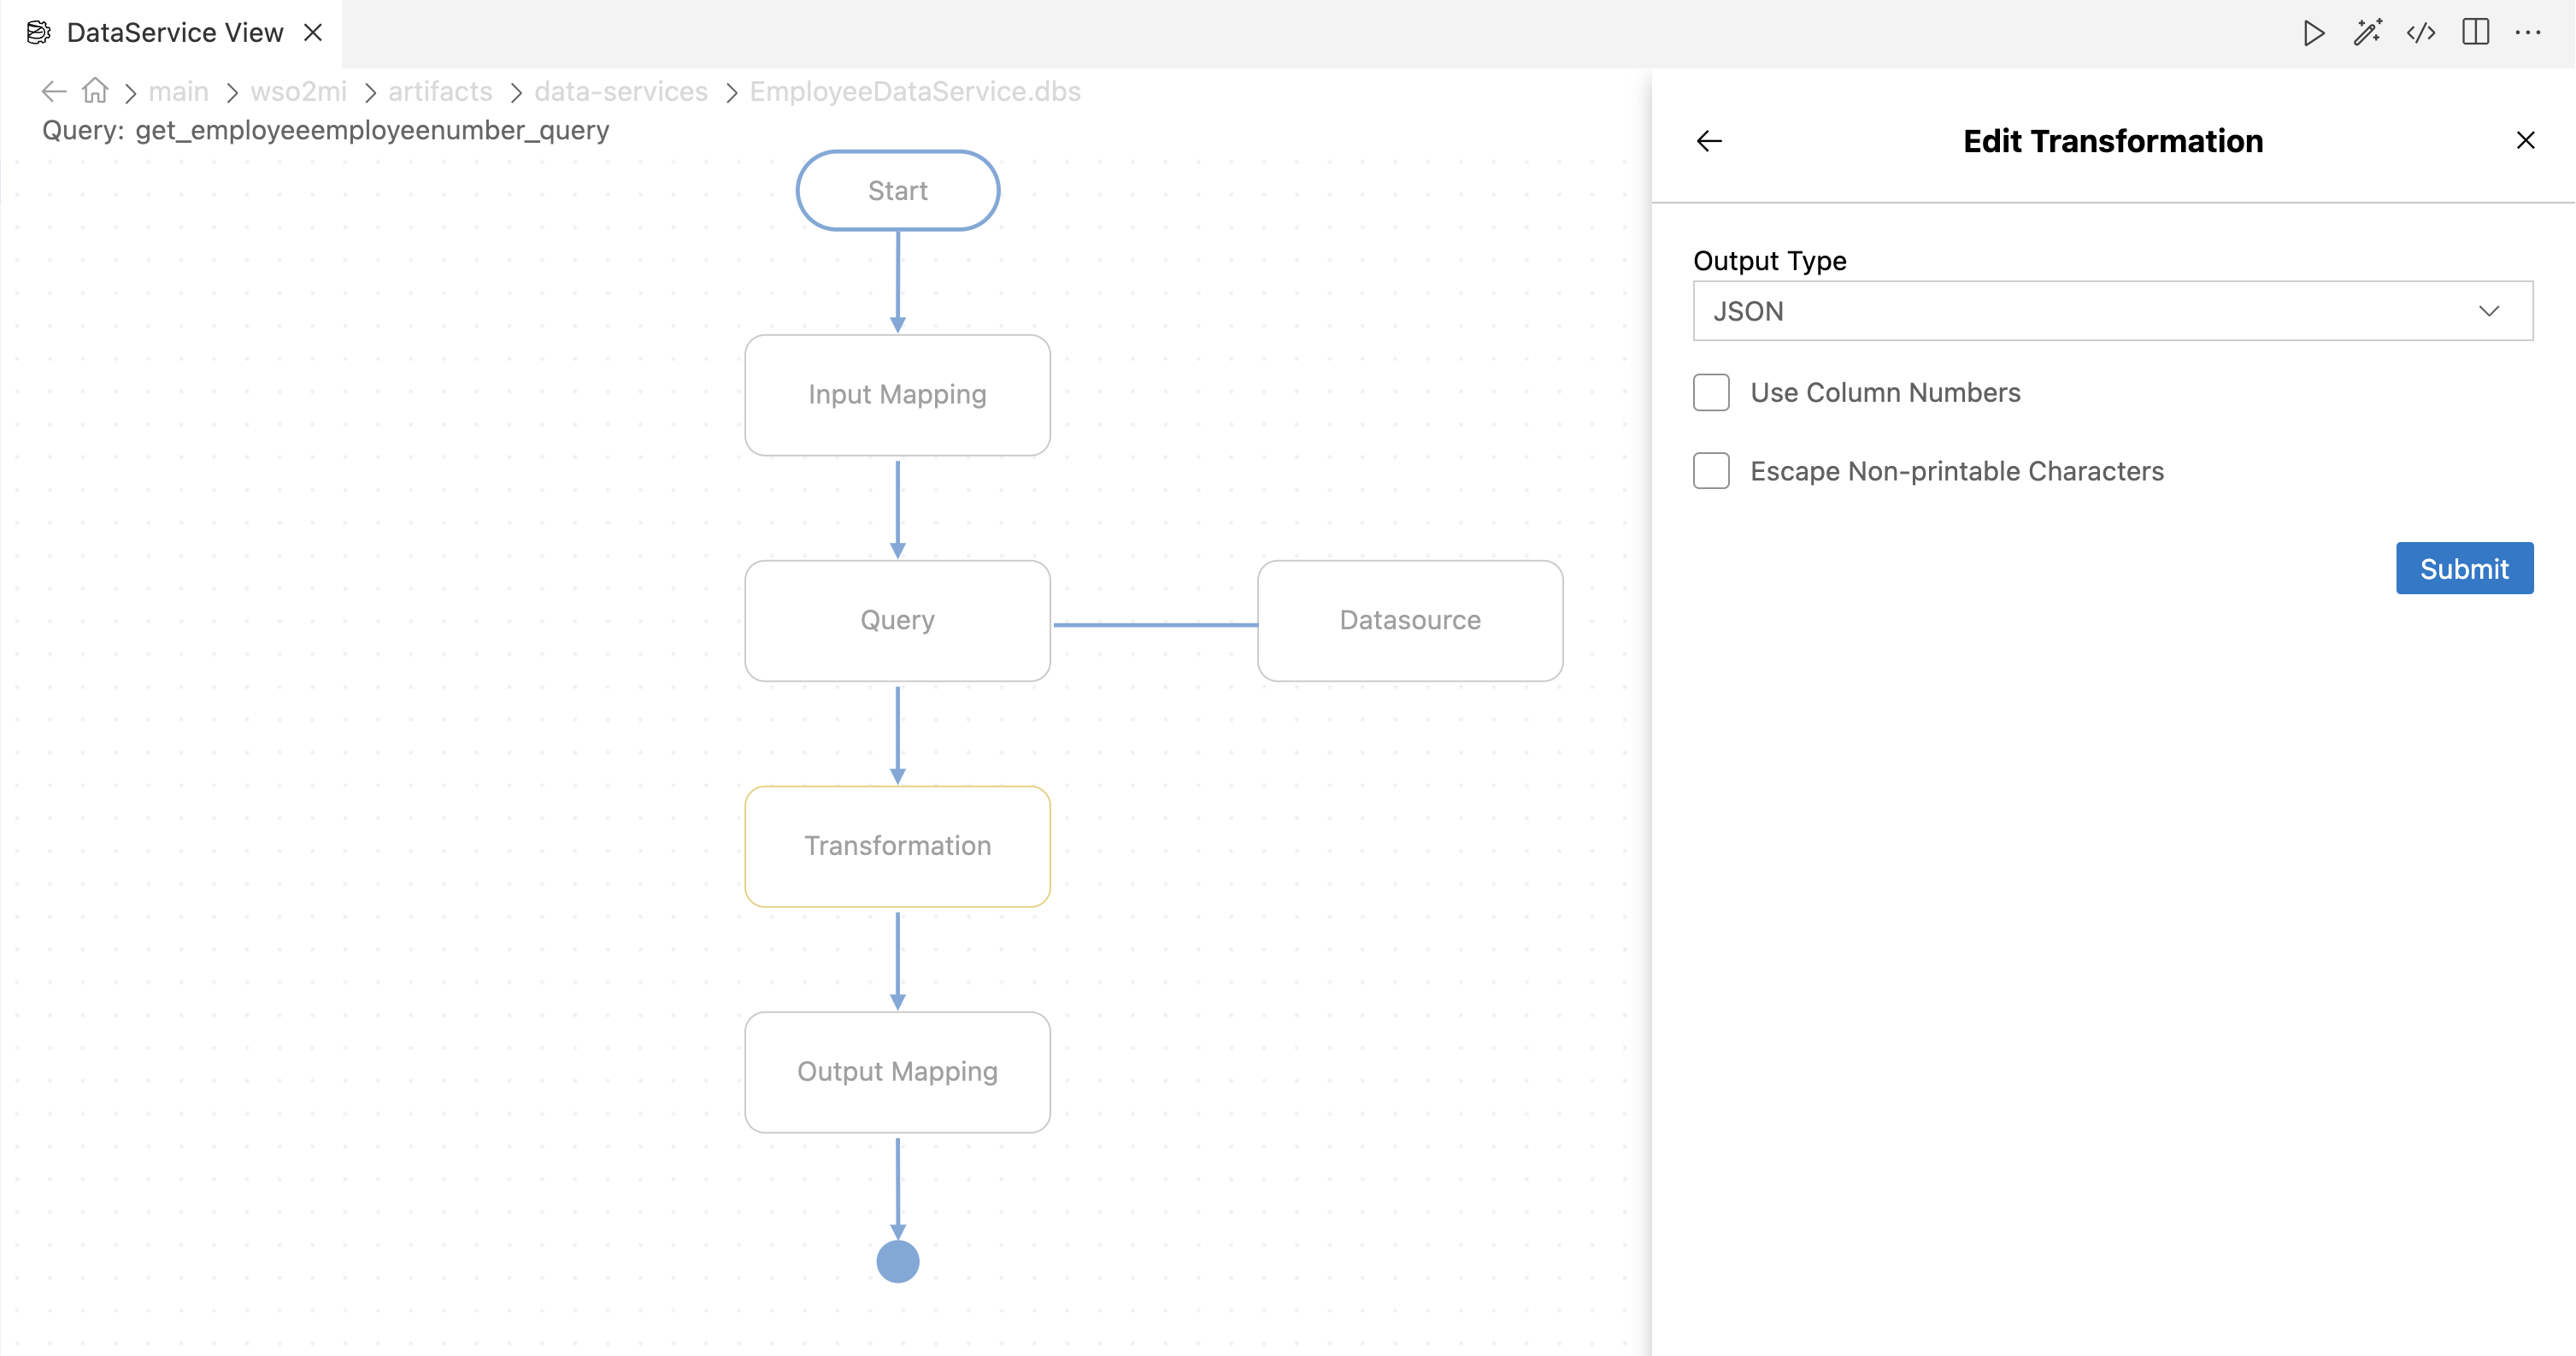 DataService View
main > wso2mi > artifacts > data-services > EmployeeDataService.dbs
Query: get_employeeemployeenumber_query
Start
Input Mapping
Query
Datasource
Transformation
Output Mapping
Edit Transformation
Output Type
JSON
Use Column Numbers
Escape Non-printable Characters
Submit